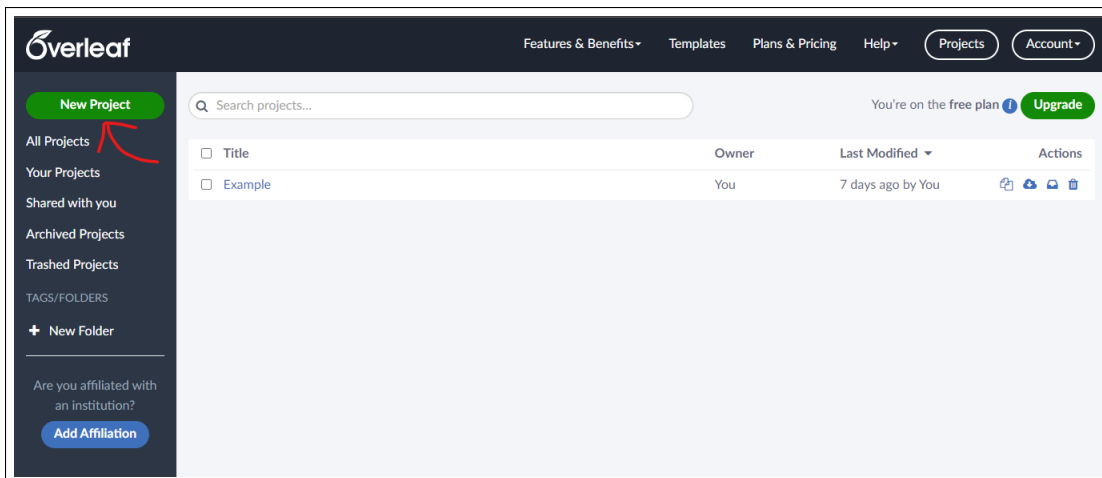 Overleaf
Features & Benefits Templates Plans & Pricing Help Projects Account
New Project
Search projects...
You're on the free plan i Upgrade
All Projects
Your Projects
Shared with you
Archived Projects
Trashed Projects
TAGS/FOLDERS
+ New Folder
Are you affiliated with
an institution?
Add Affiliation
Title Owner Last Modified Actions
Example You 7 days ago by You